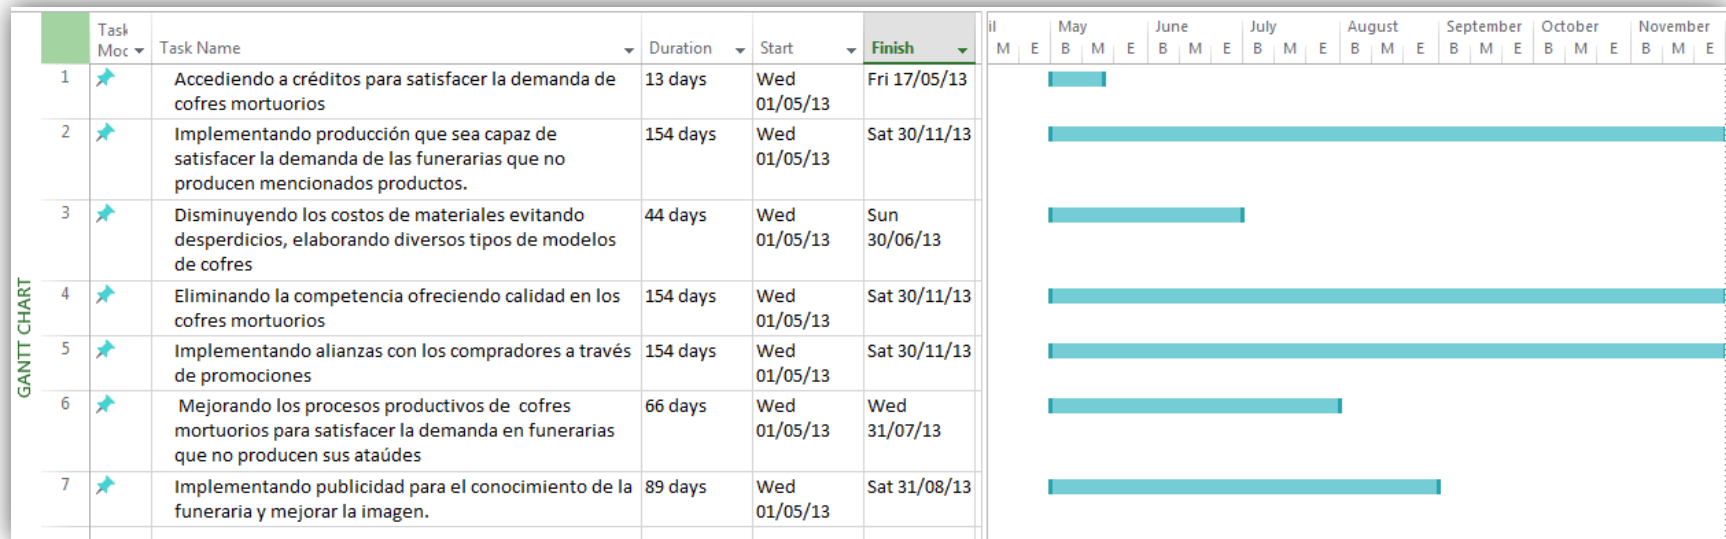 Task
Moc Task Name Duration Start Finish
il May June July August September October November
M E B M E B M E B M E B M E B M E B M E B M E
1 Accediendo a créditos para satisfacer la demanda de 13 days Wed Fri 17/05/13
cofres mortuorios 01/05/13
2 Implementando producción que sea capaz de 154 days Wed Sat 30/11/13
satisfacer la demanda de las funerarias que no 01/05/13
producen mencionados productos.
3 Disminuyendo los costos de materiales evitando 44 days Wed Sun
desperdicios, elaborando diversos tipos de modelos 01/05/13 30/06/13
de cofres
4 Eliminando la competencia ofreciendo calidad en los 154 days Wed Sat 30/11/13
cofres mortuorios 01/05/13
5 Implementando alianzas con los compradores a través 154 days Wed Sat 30/11/13
de promociones 01/05/13
6 Mejorando los procesos productivos de cofres 66 days Wed Wed
mortuorios para satisfacer la demanda en funerarias 01/05/13 31/07/13
que no producen sus ataúdes
7 Implementando publicidad para el conocimiento de la 89 days Wed Sat 31/08/13
funeraria y mejorar la imagen. 01/05/13
GANTT CHART